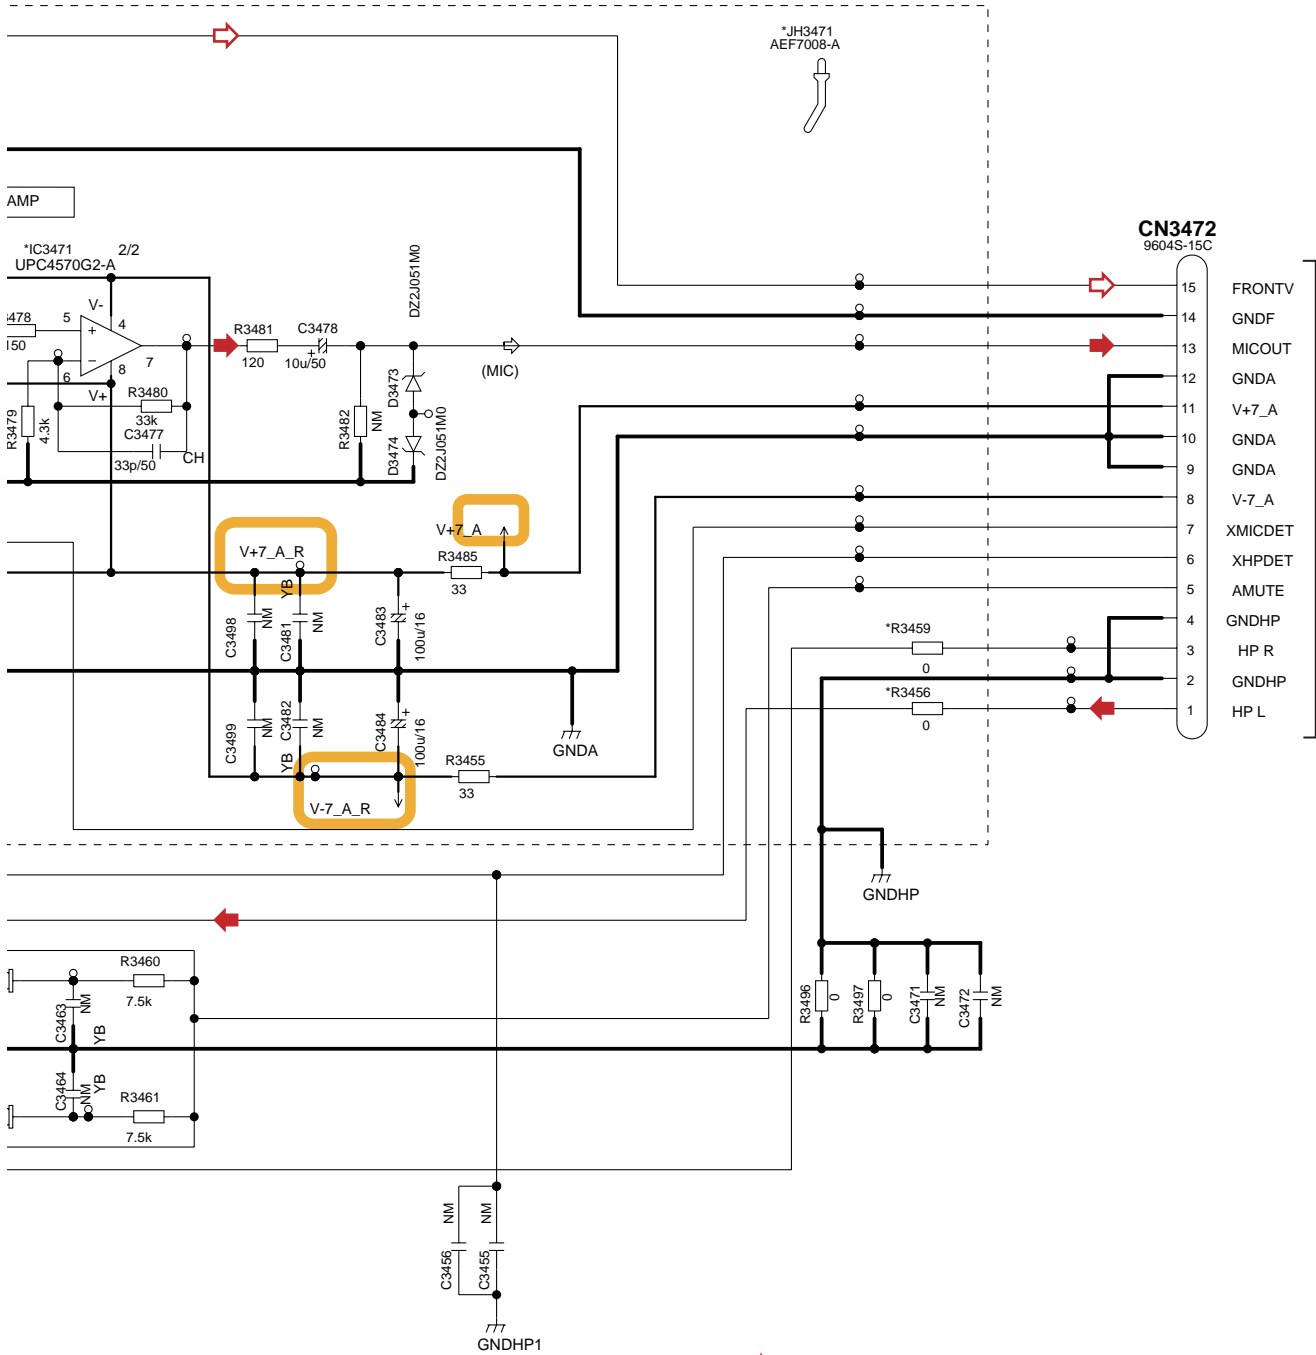 *JH3471
AEF7008-A
AMP
*IC3471 2/2
UPC4570G2-A
V-
5
4
+
−
7
6
8
V+
150
R3479
4.3k
R3480
33k
C3477
33p/50
CH
R3481
120
C3478
+
10u/50
R3482
NM
DZ2J051M0
D3473
D3474
DZ2J051M0
(MIC)
CN3472
9604S-15C
15 FRONTV
14 GNDF
13 MICOUT
12 GNDA
11 V+7_A
10 GNDA
9 GNDA
8 V-7_A
7 XMICDET
6 XHPDET
5 AMUTE
4 GNDHP
3 HP R
2 GNDHP
1 HP L
V+7_A_R
V+7_A
R3485
33
C3498
NM
YB
C3481
NM
C3483
+
100u/16
C3499
NM
C3482
NM
YB
C3484
+
100u/16
GNDA
V-7_A_R
R3455
33
*R3459
0
*R3456
0
GNDHP
R3460
7.5k
C3463
NM
YB
C3464
NM
YB
R3461
7.5k
R3496
0
R3497
0
C3471
NM
C3472
NM
C3456
NM
C3455
NM
GNDHP1